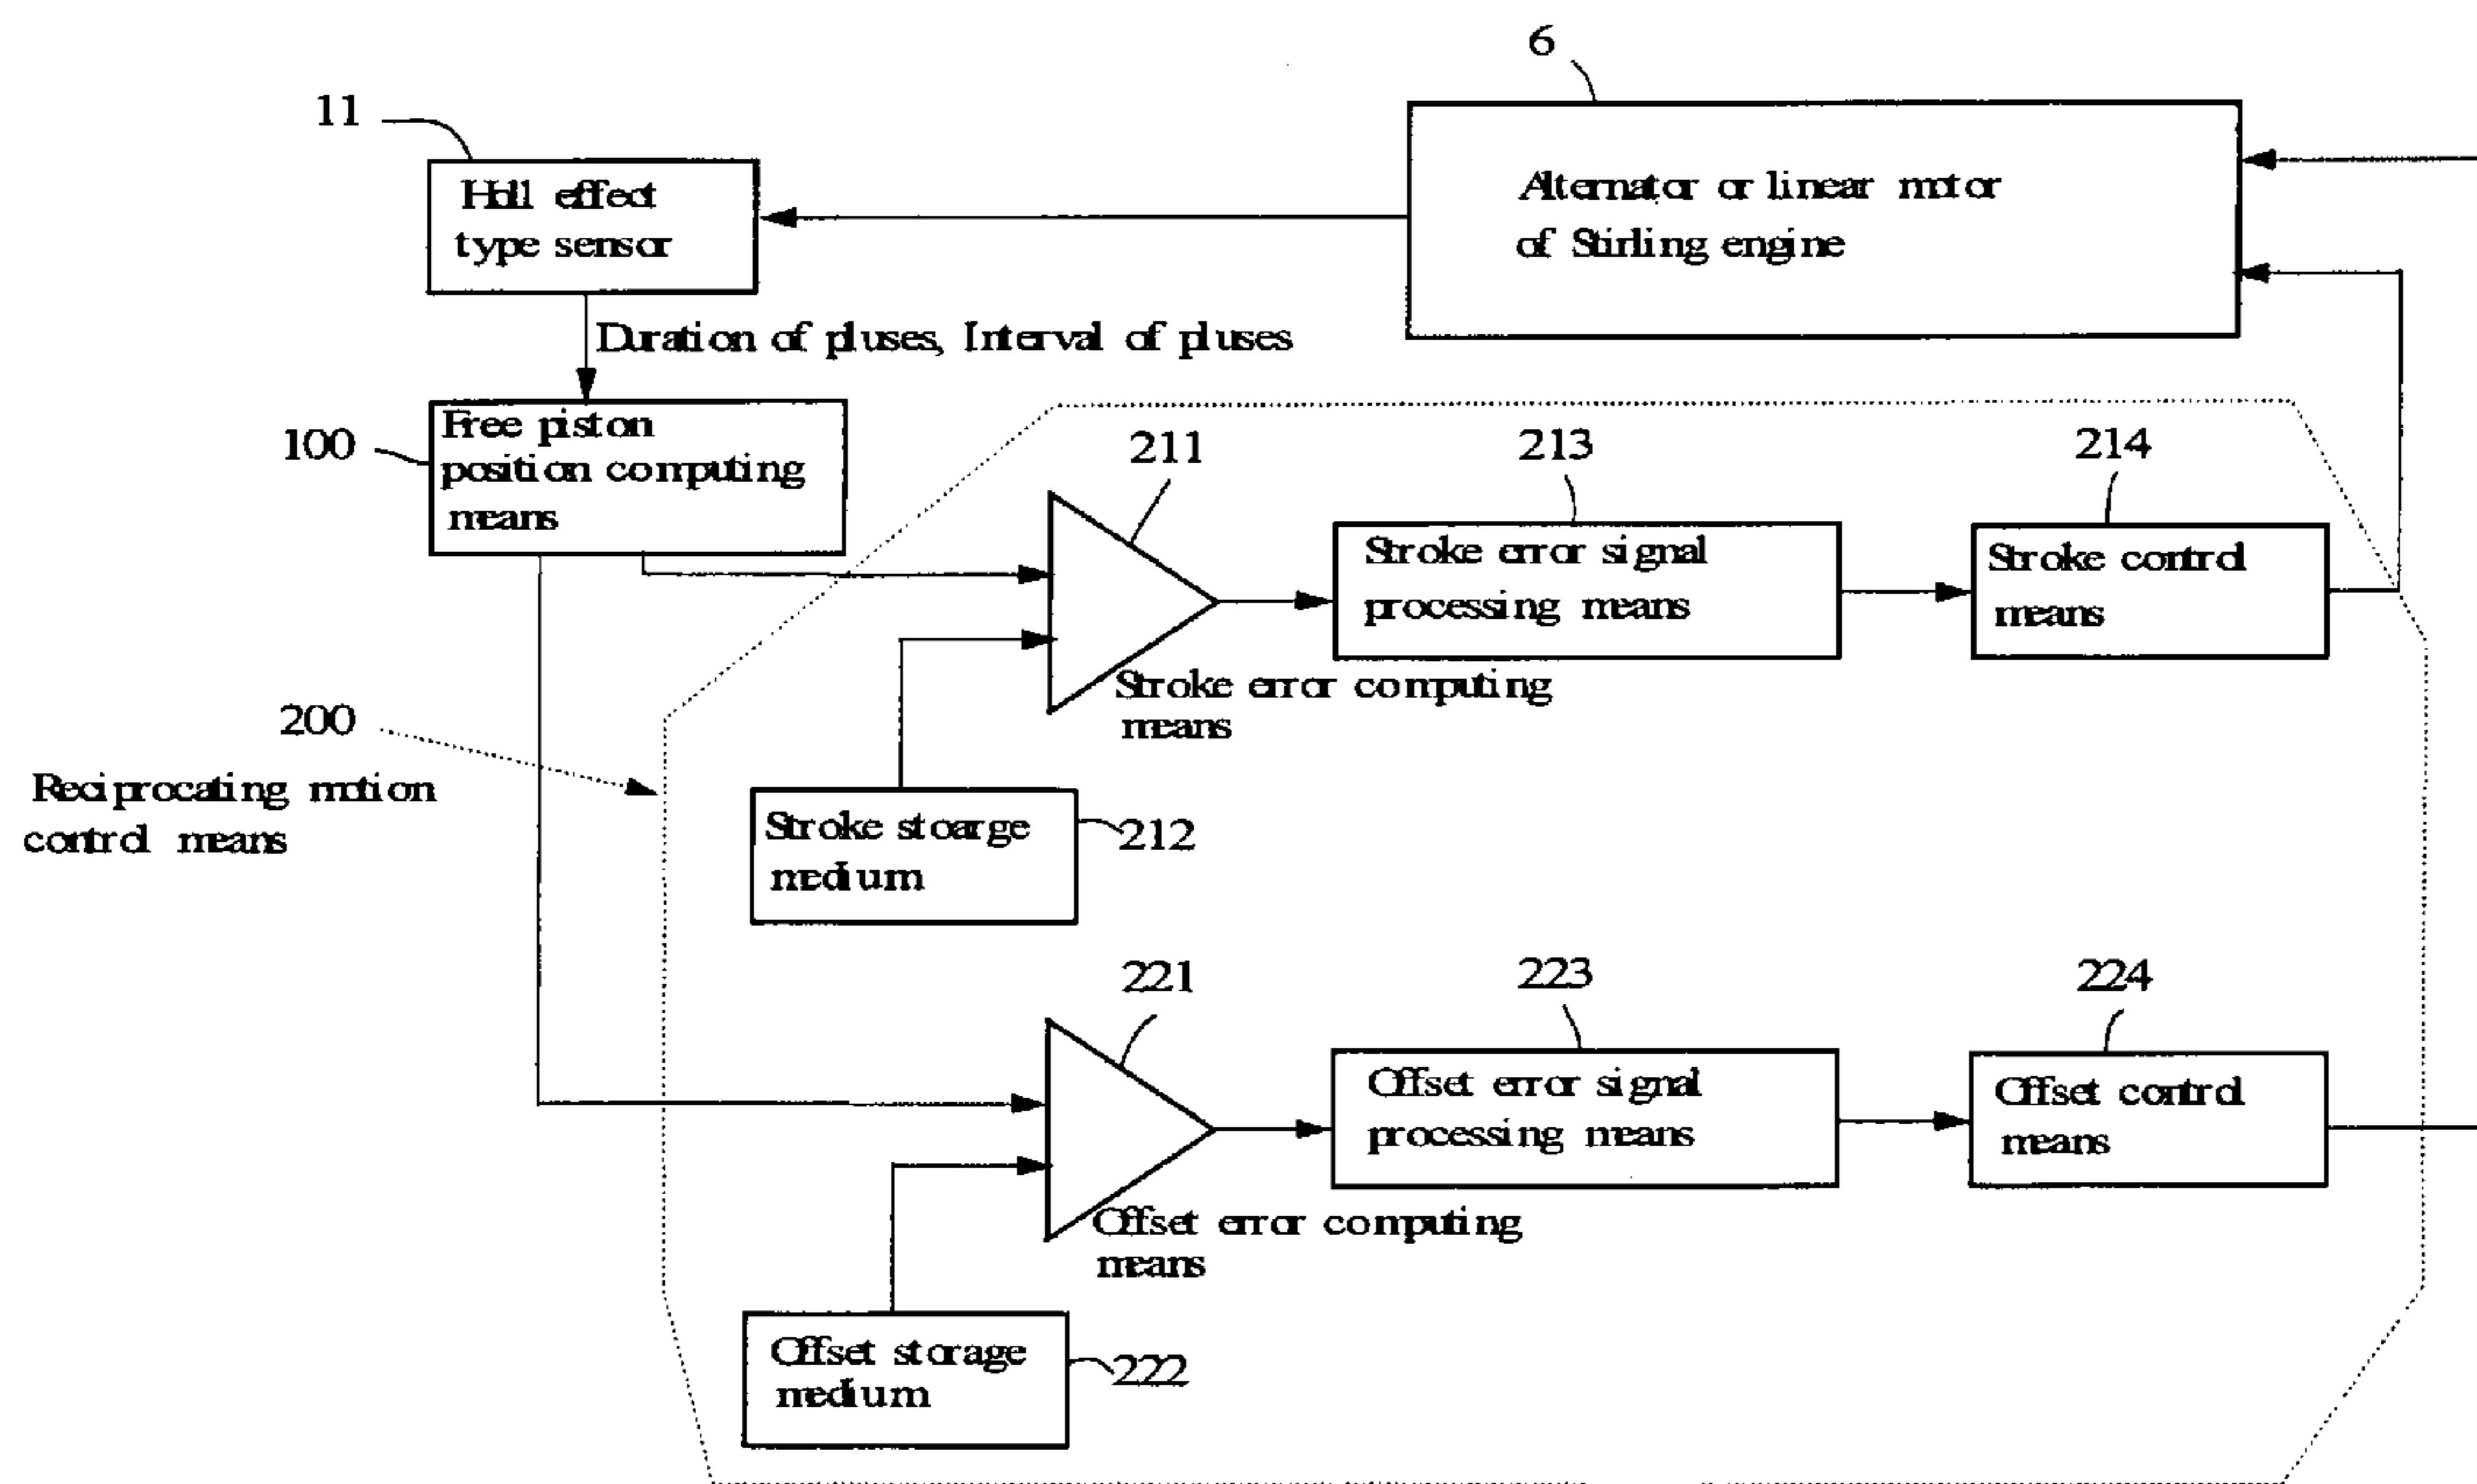 6
11
Hall effect
type sensor
Alternator or linear motor
of Stirling engine
Duration of pluses, Interval of pluses
100
Free piston
position computing
means
211
213
214
Stroke error signal
processing means
Stroke control
means
Stroke error computing
means
200
Reciprocating motion
control means
Stroke stoarge
medium
212
221
223
224
Offset error signal
processing means
Offset control
means
Offset error computing
means
Offset storage
medium
222